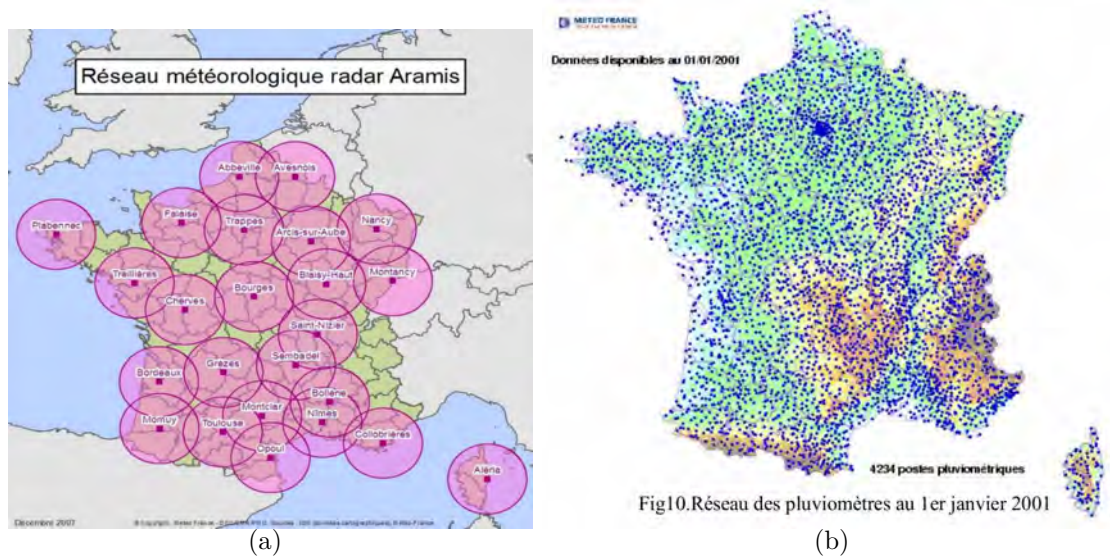 Réseau météorologique radar Aramis
Abbeville
Avesnois
Falaise
Trappes
Arcis-sur-Aube
Nancy
Plabennec
Treillières
Cherves
Bourges
Blaisy-Haut
Montancy
Saint-Nizier
Sembadel
Grèzes
Bordeaux
Bollène
Nîmes
Montclar
Momuy
Toulouse
Opoul
Collobrières
Aléria
Décembre 2007
(a)
METEO FRANCE
Données disponibles au 01/01/2001
4234 postes pluviométriques
Fig10.Réseau des pluviomètres au 1er janvier 2001
(b)